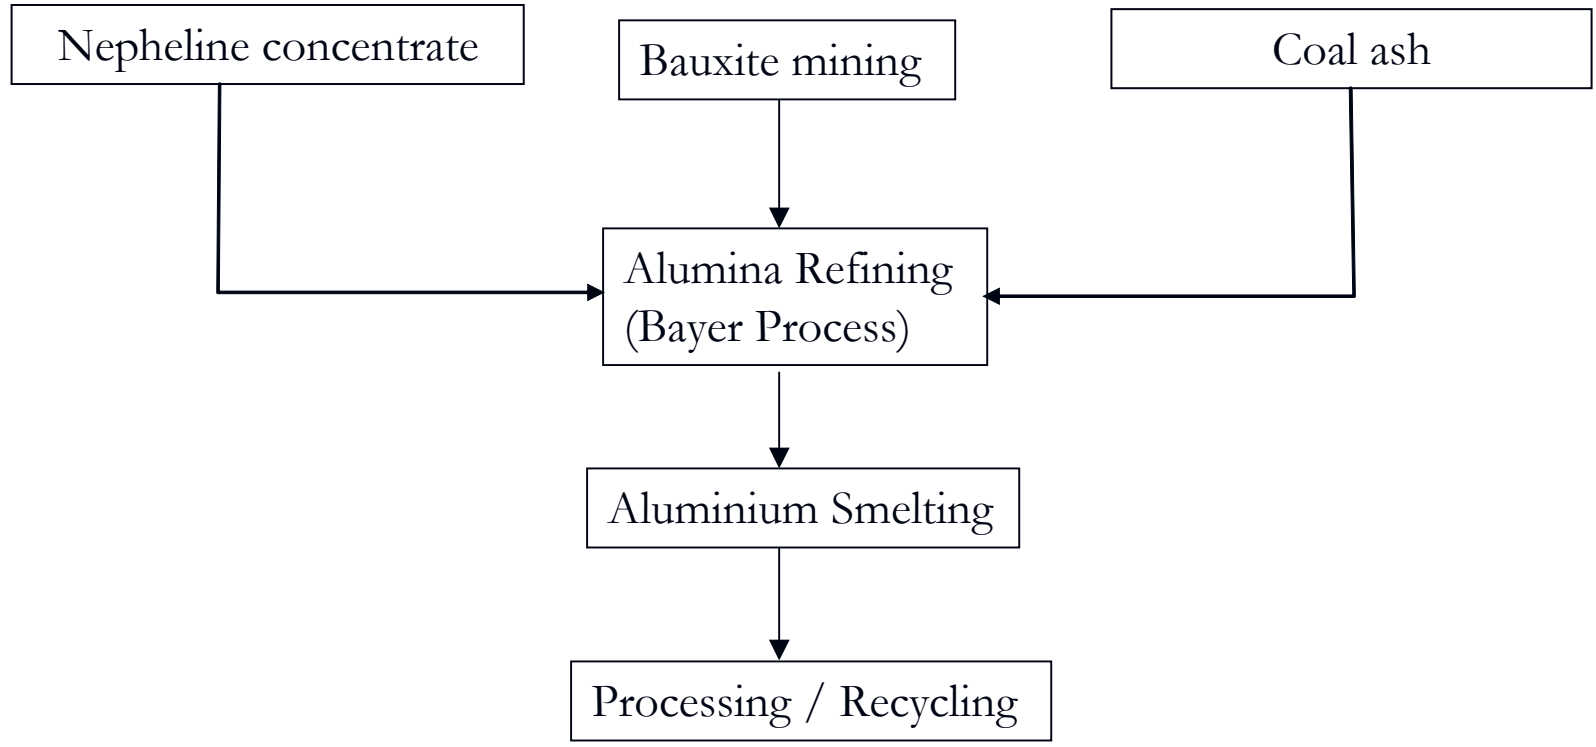 Nepheline concentrate
Bauxite mining
Coal ash
Alumina Refining
(Bayer Process)
Aluminium Smelting
Processing / Recycling